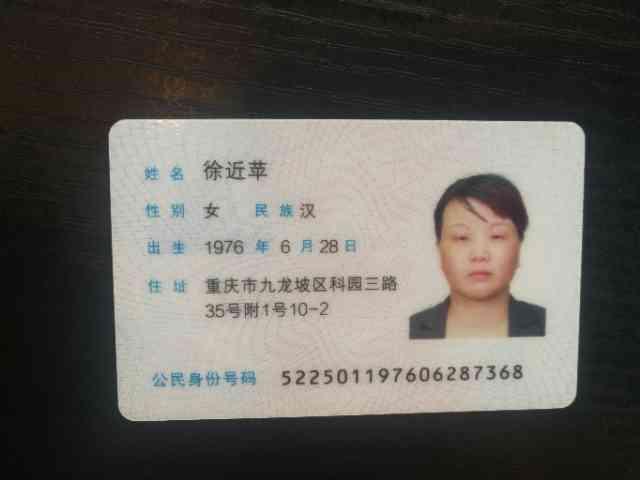 姓名 徐近苹
性别 女 民族 汉
出生 1976 年 6 月 28 日
住址 重庆市九龙坡区科园三路
35号附1号10-2
公民身份号码 522501197606287368